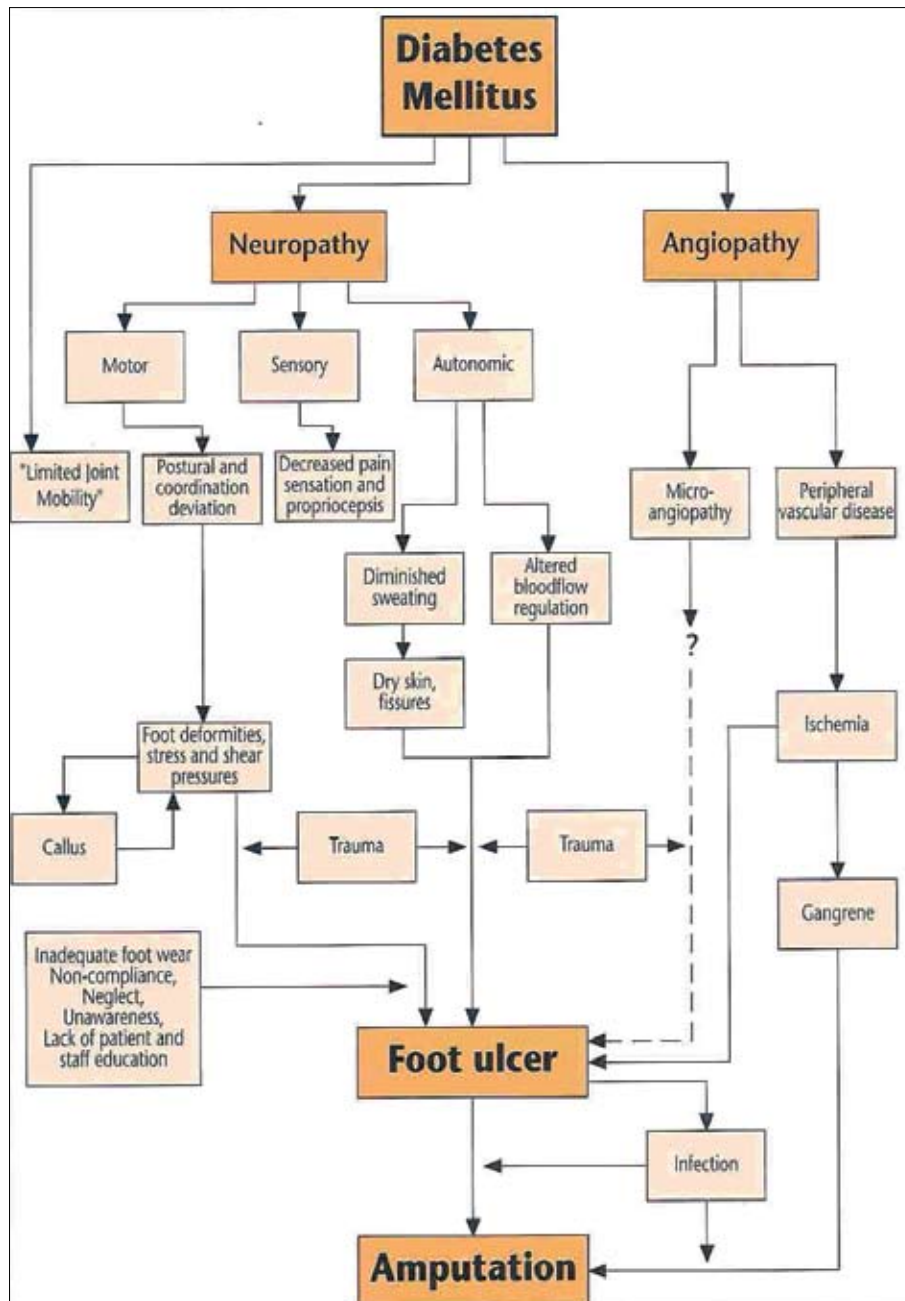 Diabetes
Mellitus
Neuropathy
Angiopathy
Motor
Sensory
Autonomic
"Limited Joint
Mobility"
Postural and
coordination
deviation
Decreased pain
sensation and
propriocepsis
Micro-
angiopathy
Peripheral
vascular disease
Diminished
sweating
Altered
bloodflow
regulation
?
Dry skin,
fissures
Foot deformities,
stress and shear
pressures
Ischemia
Callus
Trauma
Trauma
Gangrene
Inadequate foot wear
Non-compliance,
Neglect,
Unawareness,
Lack of patient and
staff education
Foot ulcer
Infection
Amputation